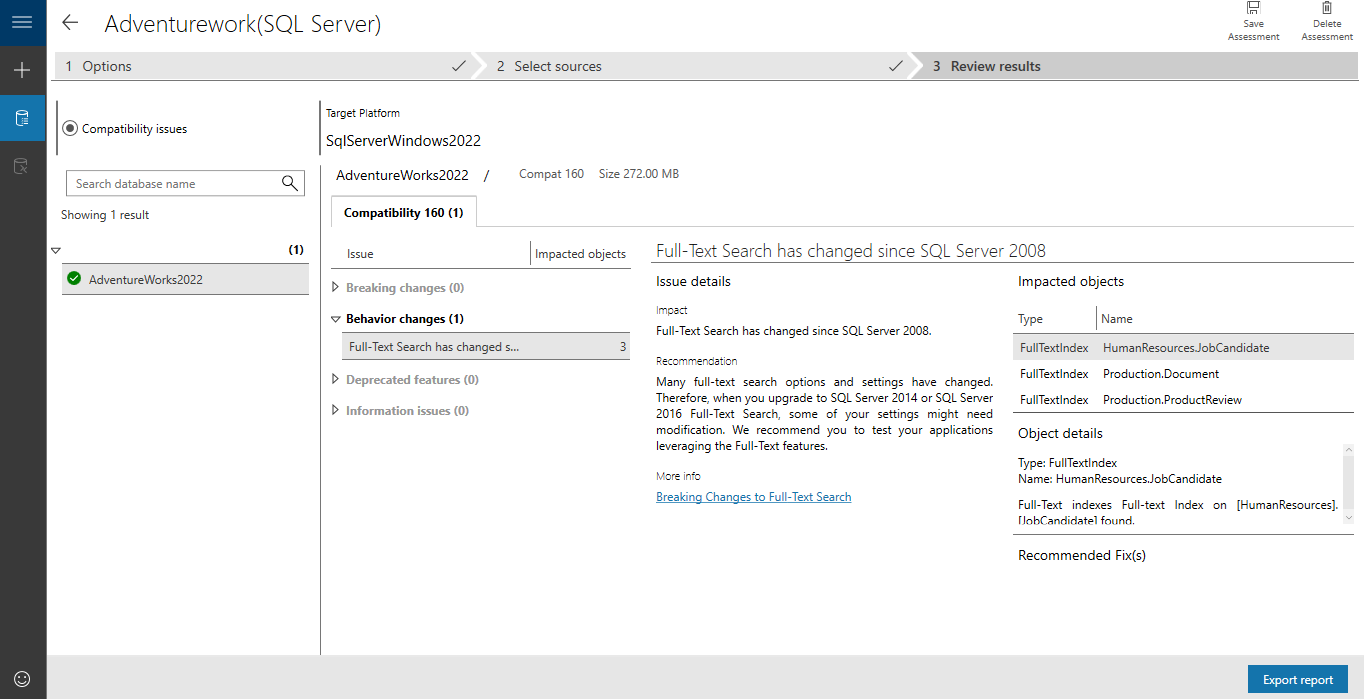 Adventurework(SQL Server)
Save
Assessment
Delete
Assessment
1 Options
2 Select sources
3 Review results
Compatibility issues
Search database name
Showing 1 result
(1)
AdventureWorks2022
Target Platform
SqlServerWindows2022
AdventureWorks2022 / Compat 160 Size 272.00 MB
Compatibility 160 (1)
Issue Impacted objects
Breaking changes (0)
Behavior changes (1)
Full-Text Search has changed s... 3
Deprecated features (0)
Information issues (0)
Full-Text Search has changed since SQL Server 2008
Issue details
Impact
Full-Text Search has changed since SQL Server 2008.
Recommendation
Many full-text search options and settings have changed.
Therefore, when you upgrade to SQL Server 2014 or SQL Server
2016 Full-Text Search, some of your settings might need
modification. We recommend you to test your applications
leveraging the Full-Text features.
More info
Breaking Changes to Full-Text Search
Impacted objects
Type Name
FullTextIndex HumanResources.JobCandidate
FullTextIndex Production.Document
FullTextIndex Production.ProductReview
Object details
Type: FullTextIndex
Name: HumanResources.JobCandidate
Full-Text indexes Full-text Index on [HumanResources].
[JobCandidate] found.
Recommended Fix(s)
Export report